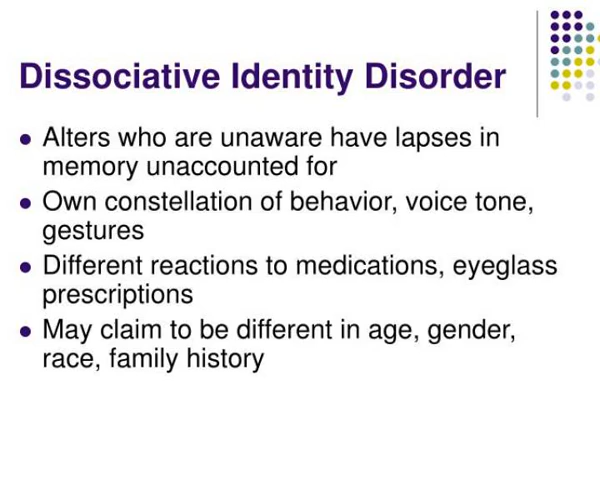 Dissociative Identity Disorder
Alters who are unaware have lapses in
memory unaccounted for
Own constellation of behavior, voice tone,
gestures
Different reactions to medications, eyeglass
prescriptions
May claim to be different in age, gender,
race, family history